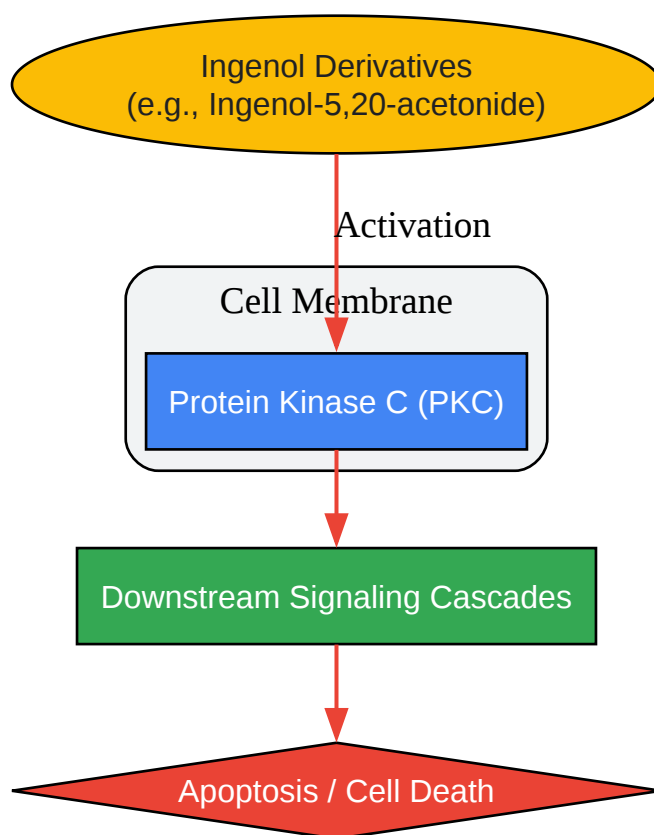 Ingenol Derivatives
(e.g., Ingenol-5,20-acetonide)
Activation
Cell Membrane
Protein Kinase C (PKC)
Downstream Signaling Cascades
Apoptosis / Cell Death